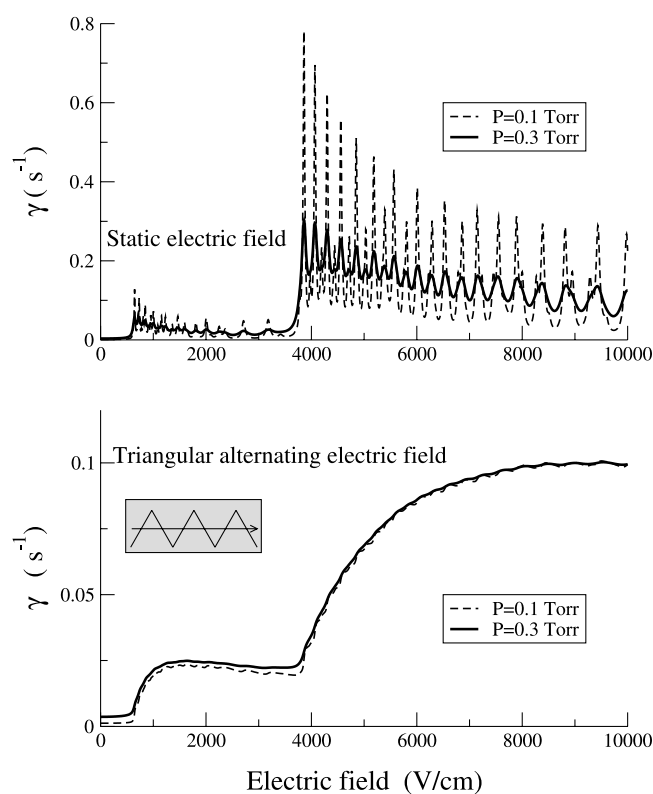 0.8
0.6
0.4
0.2
0
γ ( s⁻¹)
P=0.1 Torr
P=0.3 Torr
Static electric field
0 2000 4000 6000 8000 10000
Triangular alternating electric field
0.1
0.05
0
γ ( s⁻¹)
P=0.1 Torr
P=0.3 Torr
0 2000 4000 6000 8000 10000
Electric field (V/cm)